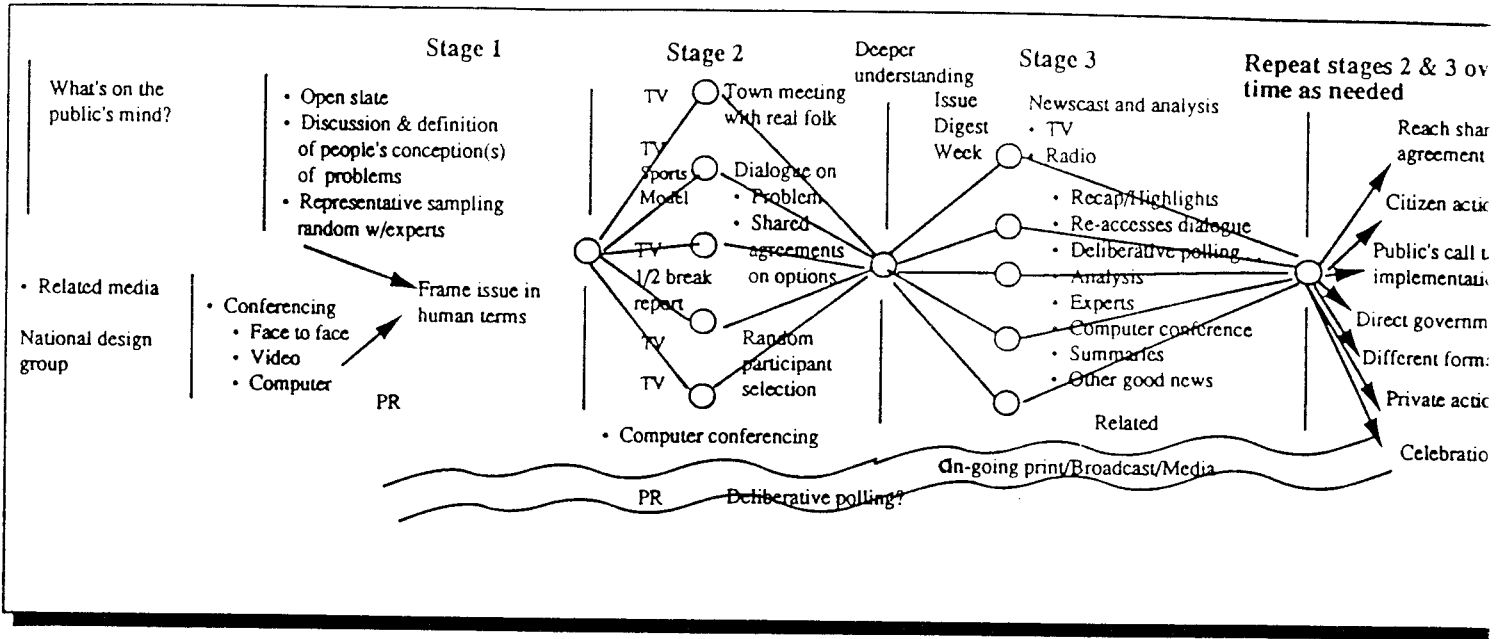 Stage 1
What's on the
public's mind?
• Open slate
• Discussion & definition
of people's conception(s)
of problems
• Representative sampling
random w/experts
• Related media
National design
group
• Conferencing
• Face to face
• Video
• Computer
Frame issue in
human terms
PR
Stage 2
TV
TV
Sports
Model
TV
1/2 break
report
TV
TV
Town meeting
with real folk
Dialogue on
• Problem
• Shared
agreements
on options
Random
participant
selection
• Computer conferencing
Deeper
understanding
Stage 3
Issue
Digest
Week
Newscast and analysis
• TV
• Radio
• Recap/Highlights
• Re-accesses dialogue
• Deliberative polling
• Analysis
• Experts
• Computer conference
• Summaries
• Other good news
Related
On-going print/Broadcast/Media
PR Deliberative polling?
Repeat stages 2 & 3 ov
time as needed
Reach shar
agreement
Citizen actic
Public's call t
implementati
Direct governm
Different form
Private actic
Celebratio